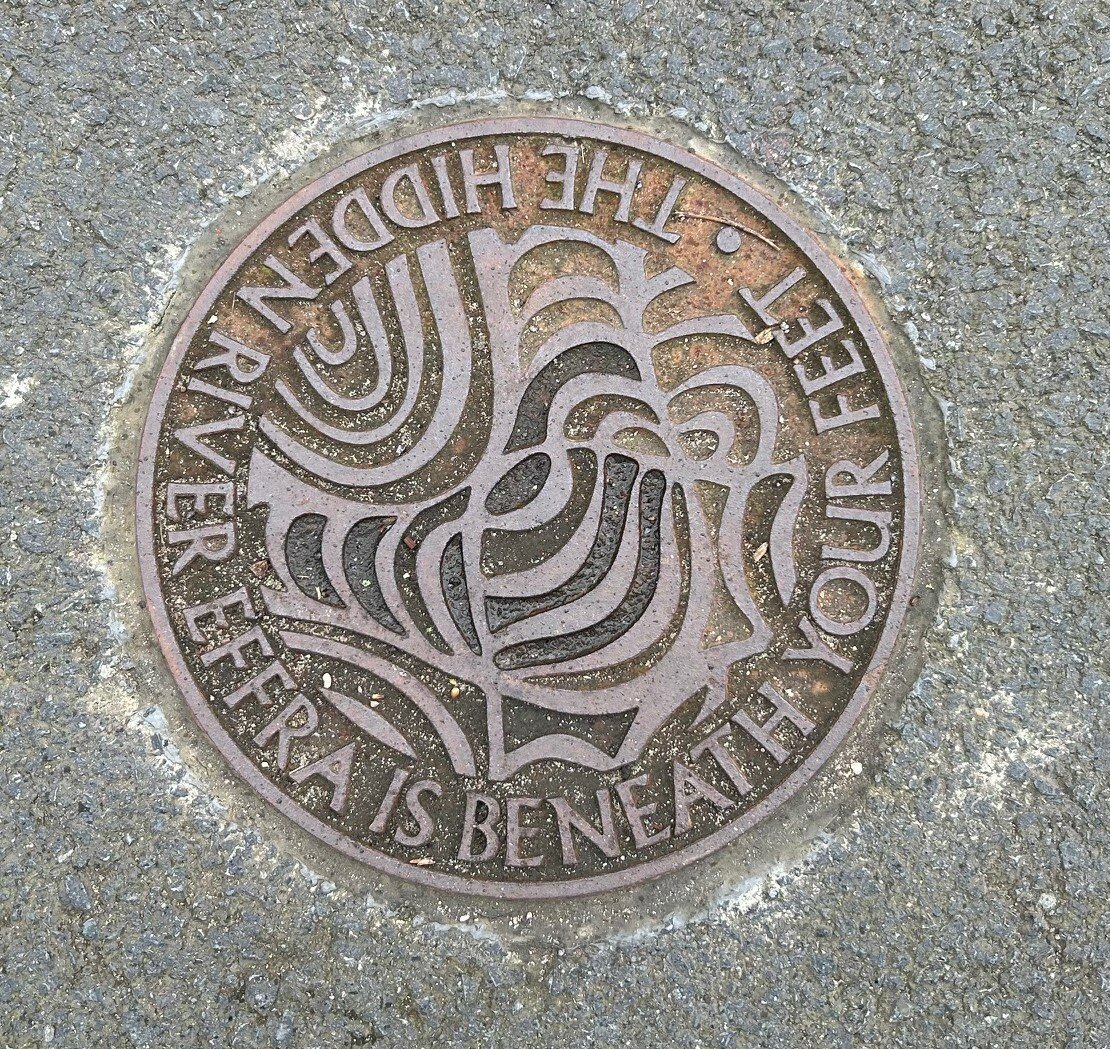 THE HIDDEN RIVER EFFRA IS BENEATH YOUR FEET •